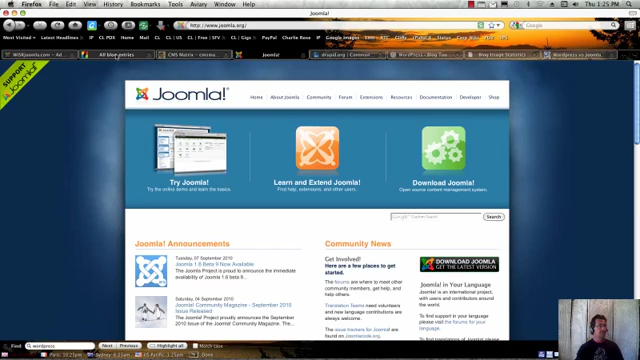 Firefox File Edit View History Bookmarks Tools Window Help
Thu 1:25 PM
Joomla!
http://www.joomla.org/
Google
Most Visited Latest Headlines
All blog entries
CMS Matrix - cmsma
Joomla!
drupal.org | Commun
Blog Usage Statistics
Wordpress vs Joomla
SUPPORT
Joomla!
Joomla!
Home About Joomla! Community Forum Extensions Resources Documentation Developer Shop
Try Joomla!
Try the online demo and learn the basics.
Learn and Extend Joomla!
Find help, extensions, and other users.
Download Joomla!
Open source content management system.
Search
Joomla! Announcements
Tuesday, 07 September 2010
Joomla 1.6 Beta 9 Now Available
The Joomla Project is proud to announce the
immediate availability of
Saturday, 04 September 2010
Joomla! Community Magazine - September 2010
Issue Released
The Joomla! Project proudly announces the September
2010 issue of the Joomla! Community Magazine.
Community News
Get Involved!
Here are a few places to get
started.
The forums are where to meet other
community members, get help, and
help others.
Translation Teams need volunteers
and new language contributions are
always welcome.
The issue trackers for Joomla! are
found on Joomlacode.org.
DOWNLOAD JOOMLA
GET THE LATEST VERSION
Joomla! in Your Language
Joomla! is an international project,
with users and contributors around
the world.
To find support in your language
please visit the forums for your
language.
Find: wordpress Next Previous Highlight all Match case
Sydney: 6:25am
US Pacific: 1:25pm
Done